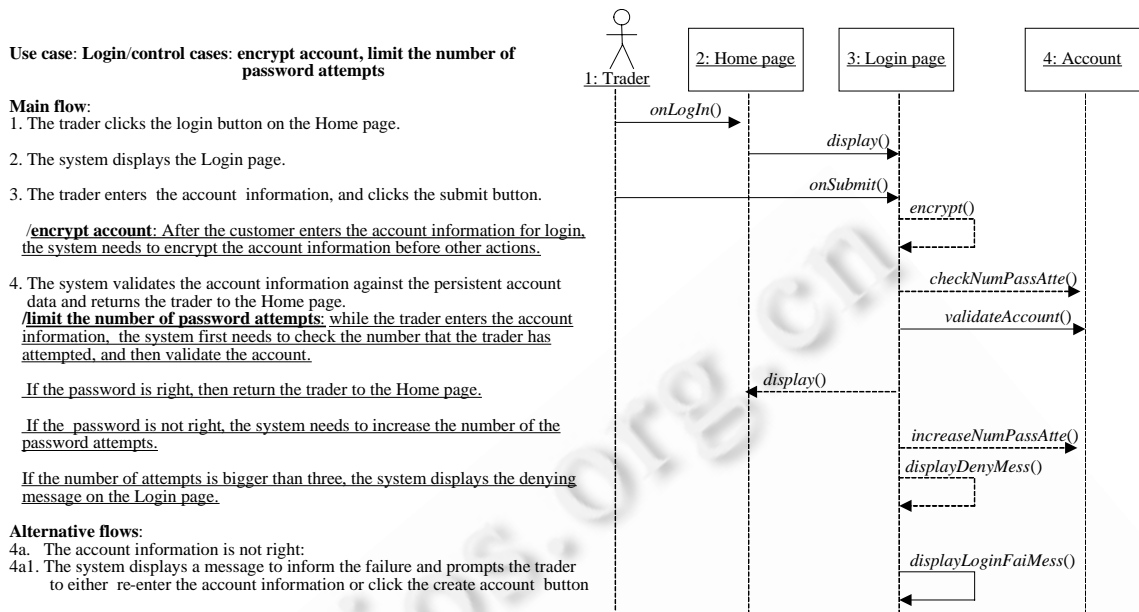 Use case: Login/control cases: encrypt account, limit the number of
password attempts
Main flow:
1. The trader clicks the login button on the Home page.
2. The system displays the Login page.
3. The trader enters the account information, and clicks the submit button.
/encrypt account: After the customer enters the account information for login,
the system needs to encrypt the account information before other actions.
4. The system validates the account information against the persistent account
data and returns the trader to the Home page.
/limit the number of password attempts: while the trader enters the account
information, the system first needs to check the number that the trader has
attempted, and then validate the account.
If the password is right, then return the trader to the Home page.
If the password is not right, the system needs to increase the number of the
password attempts.
If the number of attempts is bigger than three, the system displays the denying
message on the Login page.
Alternative flows:
4a. The account information is not right:
4a1. The system displays a message to inform the failure and prompts the trader
to either re-enter the account information or click the create account button
1: Trader
2: Home page
3: Login page
4: Account
onLogIn()
display()
onSubmit()
encrypt()
checkNumPassAtte()
validateAccount()
display()
increaseNumPassAtte()
displayDenyMess()
displayLoginFaiMess()
os.org.cn